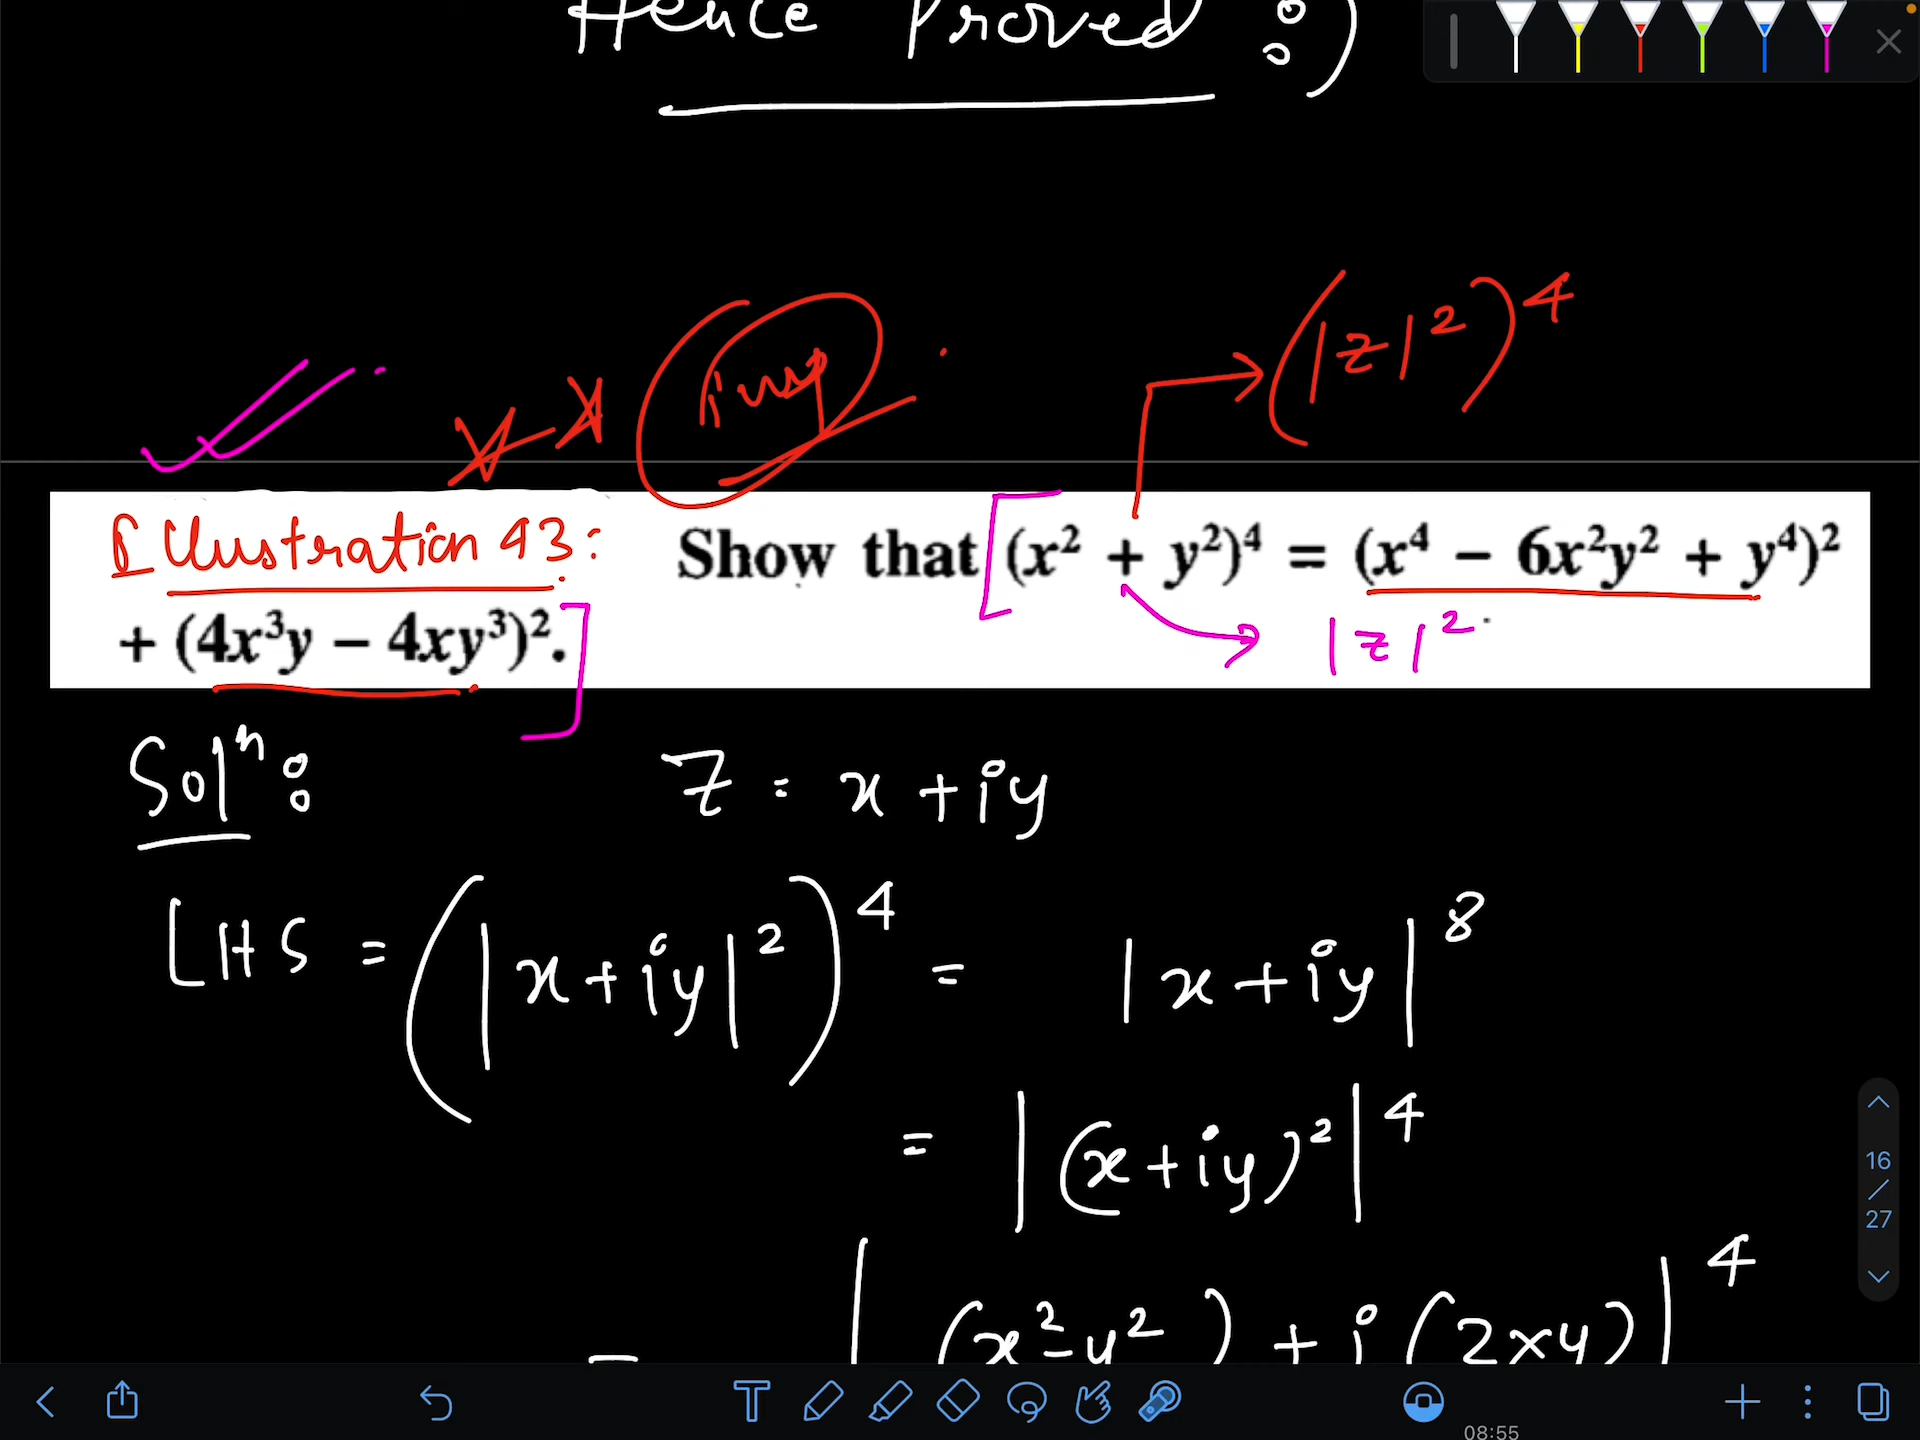 Hence Proved :)
imp
(|z|²)⁴
Illustration 43: Show that (x² + y²)⁴ = (x⁴ − 6x²y² + y⁴)²
+ (4x³y − 4xy³)².
|z|²
Solⁿ: Z = x + iy
LHS = (|x+iy|²)⁴ = |x+iy|⁸
= |(x+iy)²|⁴
= |(x²-y²) + i(2xy)|⁴
16
/
27
T
08:55